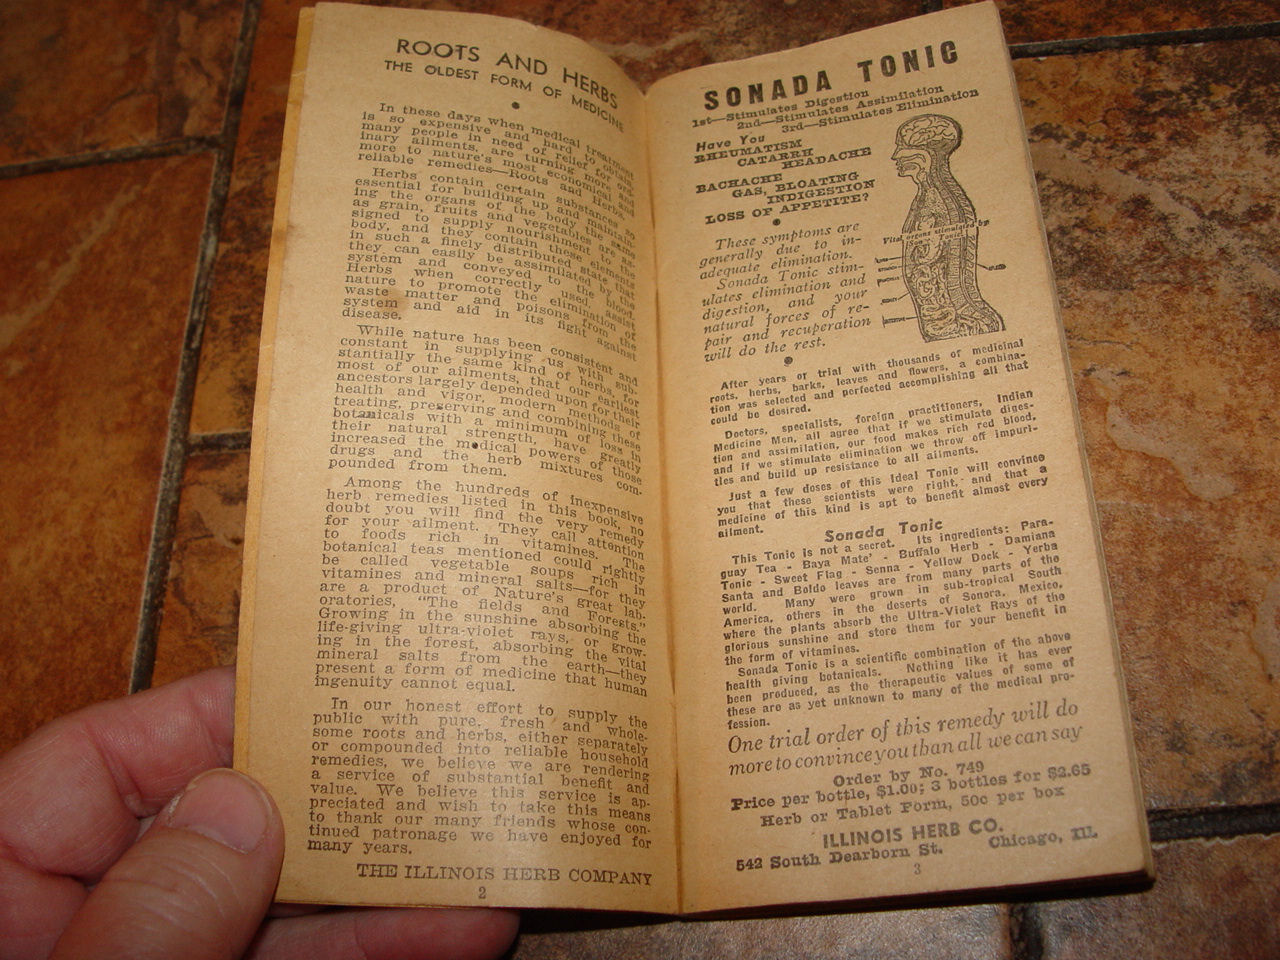 ROOTS AND HERBS
THE OLDEST FORM OF MEDICINE
In these days when medical treatment
is so expensive and hard to obtain,
many people in need of relief for ord-
inary ailments, are turning more and
more to nature's most economical and
reliable remedies—Roots and Herbs.
Herbs contain certain substances so
essential for building up and maintain-
ing the organs of the body the same
as grain, fruits and vegetables are as-
signed to supply nourishment to the
body, and they contain these elements
in such a finely distributed state that
they can easily be assimilated by the
system and conveyed to the blood.
Herbs when correctly used, assist
nature to promote the elimination of
waste matter and poisons from the
system and aid in its fight against
disease.
While nature has been consistent and
constant in supplying us with sub-
stantially the same kind of herbs, for
most of our ailments, that our earliest
ancestors largely depended upon for their
health and vigor, modern methods of
treating, preserving and combining these
botanicals with a minimum of loss in
their natural strength, have greatly
increased the medical powers of those
drugs and the herb mixtures com-
pounded from them.
Among the hundreds of inexpensive
herb remedies listed in this book, no
doubt you will find the very remedy
for your ailment. They call attention
to foods rich in vitamines. The
botanical teas mentioned could rightly
be called vegetable soups—rich in
vitamines and mineral salts—for they
are a product of Nature's great lab-
oratories, "The fields and Forests."
Growing in the sunshine absorbing the
life-giving ultra-violet rays, or grow-
ing in the forest, absorbing the vital
mineral salts from the earth—they
present a form of medicine that human
ingenuity cannot equal.
In our honest effort to supply the
public with pure, fresh and whole-
some roots and herbs, either separately
or compounded into reliable household
remedies, we believe we are rendering
a service of substantial benefit and
value. We believe this service is ap-
preciated and wish to take this means
to thank our many friends whose con-
tinued patronage we have enjoyed for
many years.
THE ILLINOIS HERB COMPANY
2
SONADA TONIC
1st—Stimulates Digestion
2nd—Stimulates Assimilation
3rd—Stimulates Elimination
Have You
RHEUMATISM
CATARRH
HEADACHE
BACHACHE
GAS, BLOATING
INDIGESTION
LOSS OF APPETITE?
Vital organs stimulated by
Son Tonic
These symptoms are
generally due to in-
adequate elimination.
Sonada Tonic stim-
ulates elimination and
digestion, and your
natural forces of re-
pair and recuperation
will do the rest.
After years or trial with thousands of medicinal
roots, herbs, barks, leaves and flowers, a combina-
tion was selected and perfected accomplishing all that
could be desired.
Doctors, specialists, foreign practitioners, Indian
Medicine Men, all agree that if we stimulate diges-
tion and assimilation, our food makes rich red blood,
and if we stimulate elimination we throw off impuri-
ties and build up resistance to all ailments.
Just a few doses of this Ideal Tonic will convince
you that these scientists were right, and that a
medicine of this kind is apt to benefit almost every
ailment.
Sonada Tonic
This Tonic is not a secret. Its ingredients: Para-
guay Tea - Baya Mate' - Buffalo Herb - Damiana
Tonic - Sweet Flag - Senna - Yellow Dock - Yerba
Santa and Boldo leaves are from many parts of the
world. Many were grown in sub-tropical South
America, others in the deserts of Sonora, Mexico,
where the plants absorb the Ultra-Violet Rays of the
glorious sunshine and store them for your benefit in
the form of vitamines.
Sonada Tonic is a scientific combination of the above
health giving botanicals. Nothing like it has ever
been produced, as the therapeutic values of some of
these are as yet unknown to many of the medical pro-
fession.
One trial order of this remedy will do
more to convince you than all we can say
Order by No. 749
Price per bottle, $1.00; 3 bottles for $2.65
Herb or Tablet Form, 50c per box
ILLINOIS HERB CO.
542 South Dearborn St. Chicago, Ill.
3